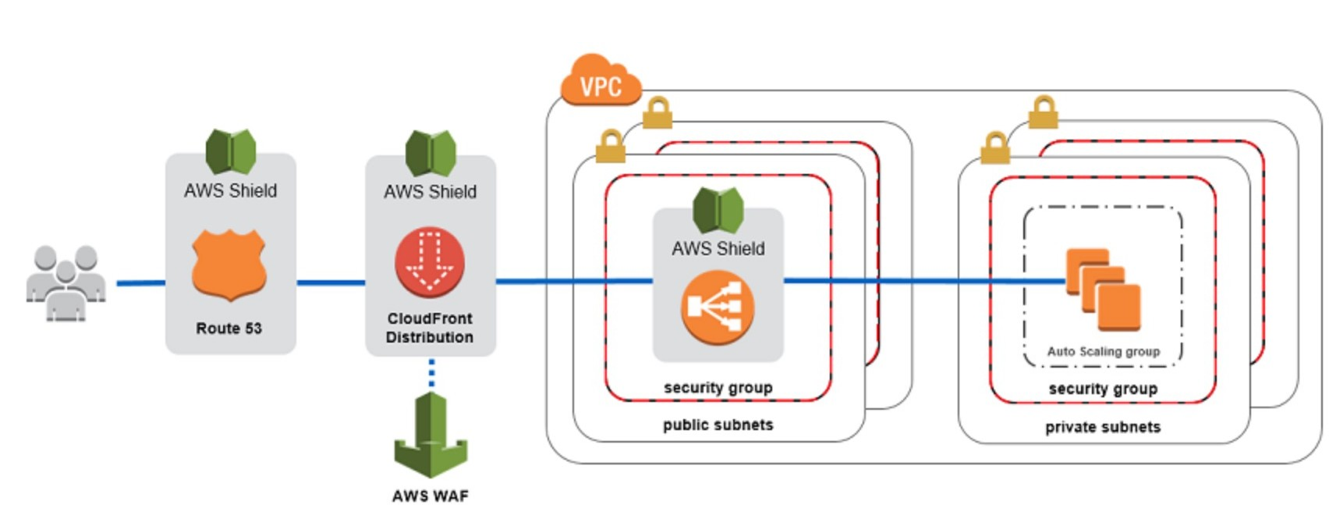 VPC
AWS Shield
Route 53
AWS Shield
CloudFront
Distribution
AWS WAF
AWS Shield
security group
public subnets
Auto Scaling group
security group
private subnets